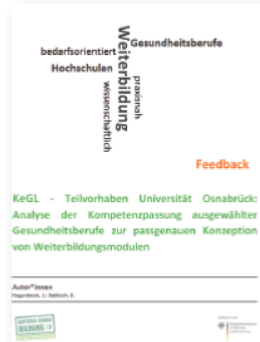 bedarfsorientiert
Weiterbildung
Gesundheitsberufe
Hochschulen
praxisnah
wissenschaftlich
Feedback
KeGL - Teilvorhaben Universität Osnabrück:
Analyse der Kompetenzpassung ausgewählter
Gesundheitsberufe zur passgenauen Konzeption
von Weiterbildungsmodulen
Autor*innen
BILDUNG